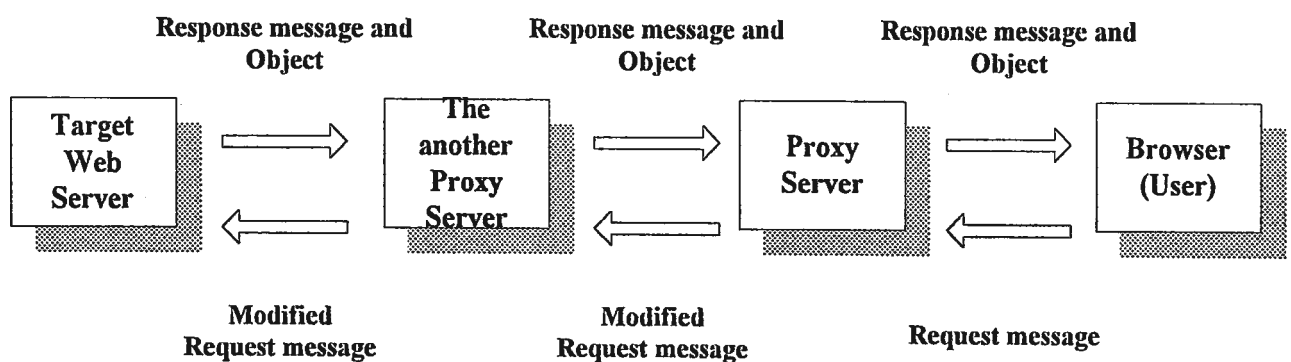 Response message and
Object
Response message and
Object
Response message and
Object
Target
Web
Server
The
another
Proxy
Server
Proxy
Server
Browser
(User)
Modified
Request message
Modified
Request message
Request message